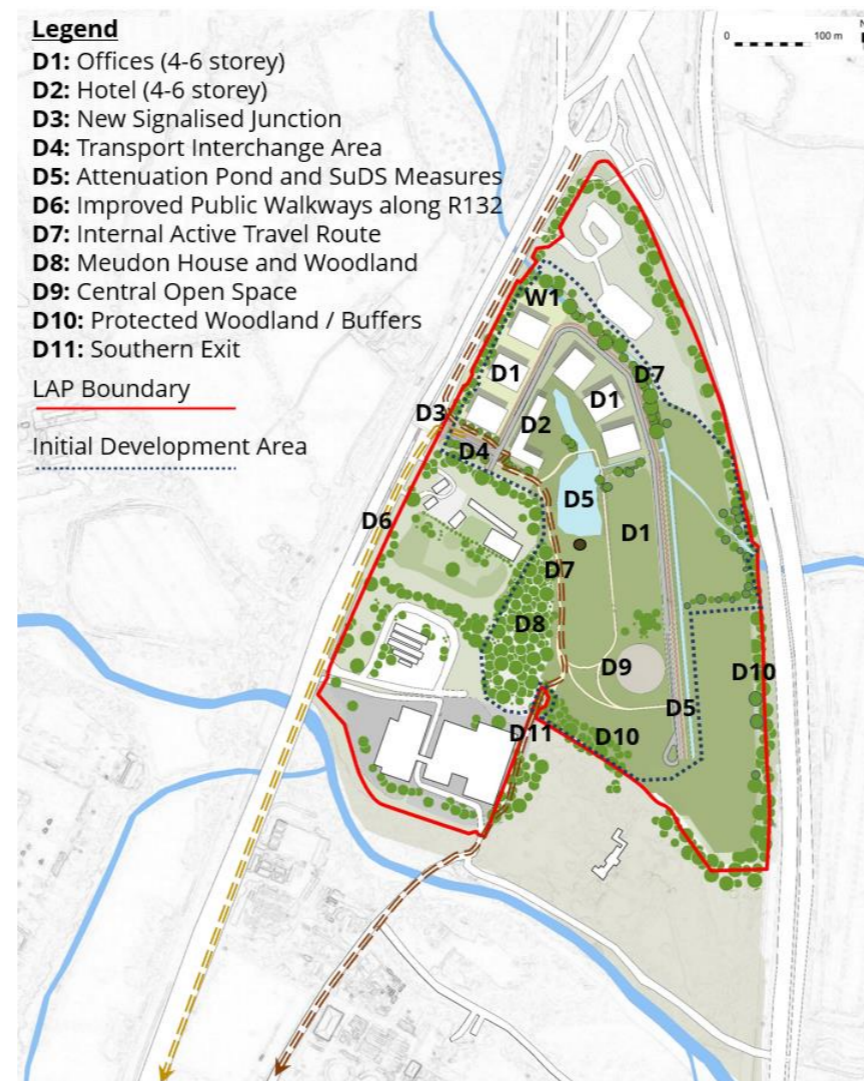 Legend
D1: Offices (4-6 storey)
D2: Hotel (4-6 storey)
D3: New Signalised Junction
D4: Transport Interchange Area
D5: Attenuation Pond and SuDS Measures
D6: Improved Public Walkways along R132
D7: Internal Active Travel Route
D8: Meudon House and Woodland
D9: Central Open Space
D10: Protected Woodland / Buffers
D11: Southern Exit
LAP Boundary
Initial Development Area
0 100 m
N
W1
D1
D7
D1
D3
D2
D4
D5
D6
D1
D7
D8
D9
D10
D5
D11
D10